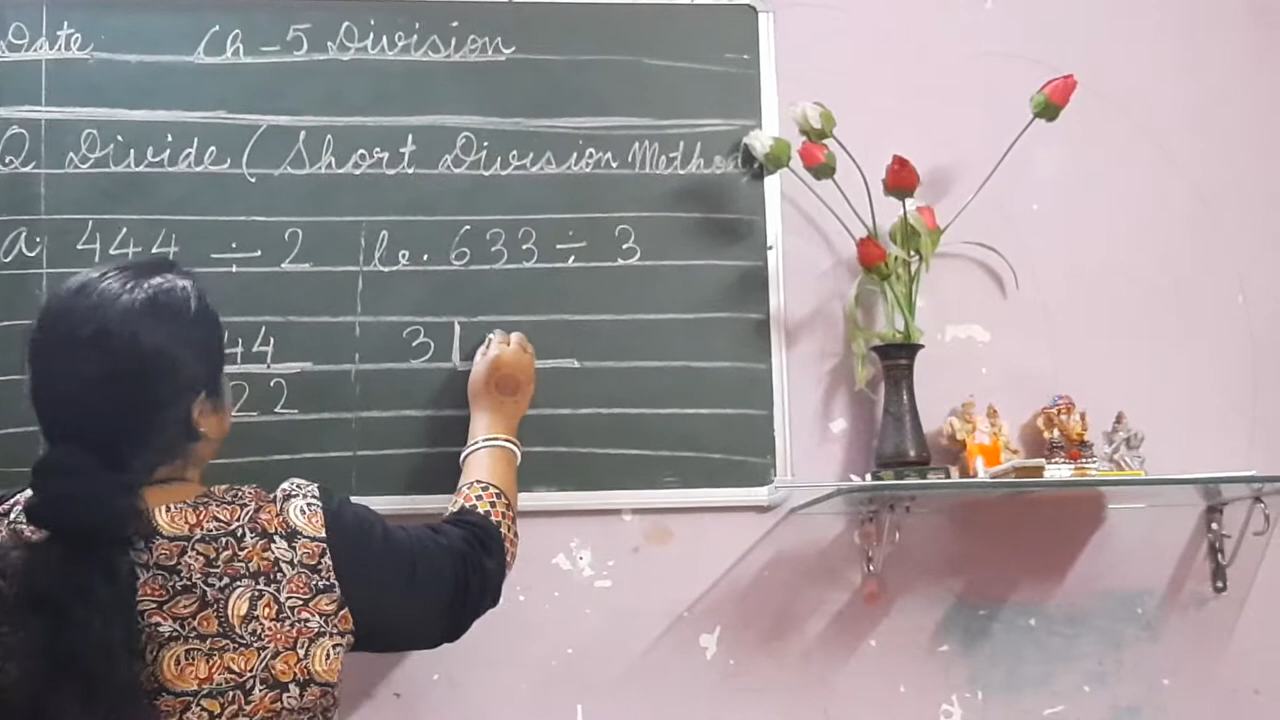 Date Ch-5 Division
Q Divide (Short Division Method
a. 444 ÷ 2 b. 633 ÷ 3
44 3
22